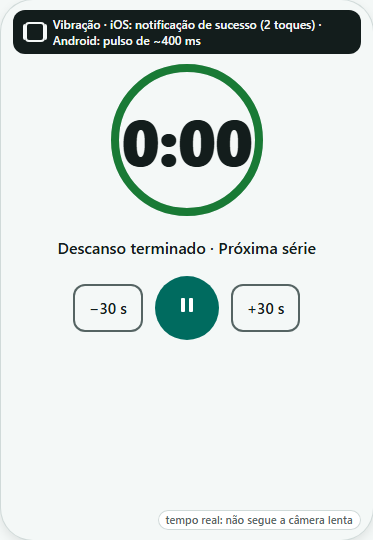 Vibração · iOS: notificação de sucesso (2 toques) ·
Android: pulso de ~400 ms
0:00
Descanso terminado · Próxima série
−30 s
+30 s
tempo real: não segue a câmera lenta